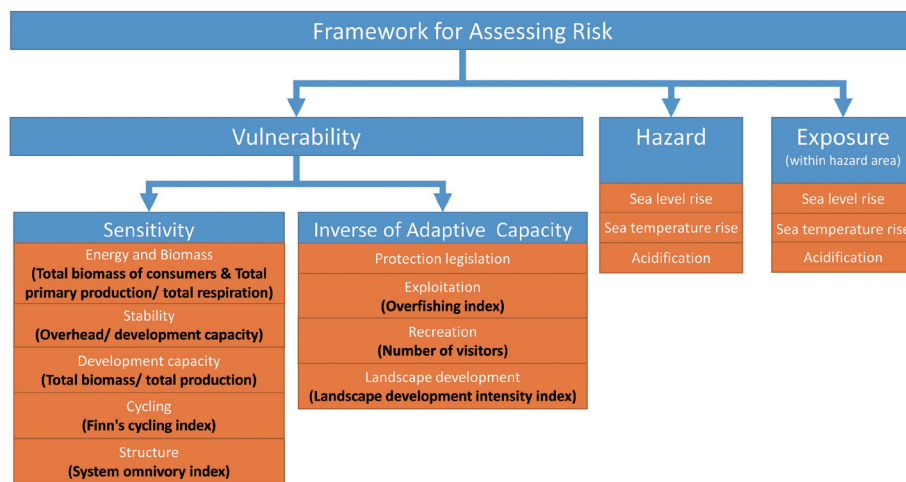 Framework for Assessing Risk
Vulnerability
Hazard
Exposure
(within hazard area)
Sea level rise
Sea temperature rise
Acidification
Sea level rise
Sea temperature rise
Acidification
Sensitivity
Energy and Biomass
(Total biomass of consumers & Total
primary production/ total respiration)
Stability
(Overhead/ development capacity)
Development capacity
(Total biomass/ total production)
Cycling
(Finn's cycling index)
Structure
(System omnivory index)
Inverse of Adaptive Capacity
Protection legislation
Exploitation
(Overfishing index)
Recreation
(Number of visitors)
Landscape development
(Landscape development intensity index)